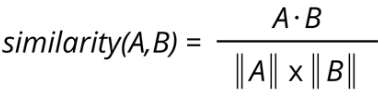 similarity(A,B) = A · B / ‖A‖ x ‖B‖